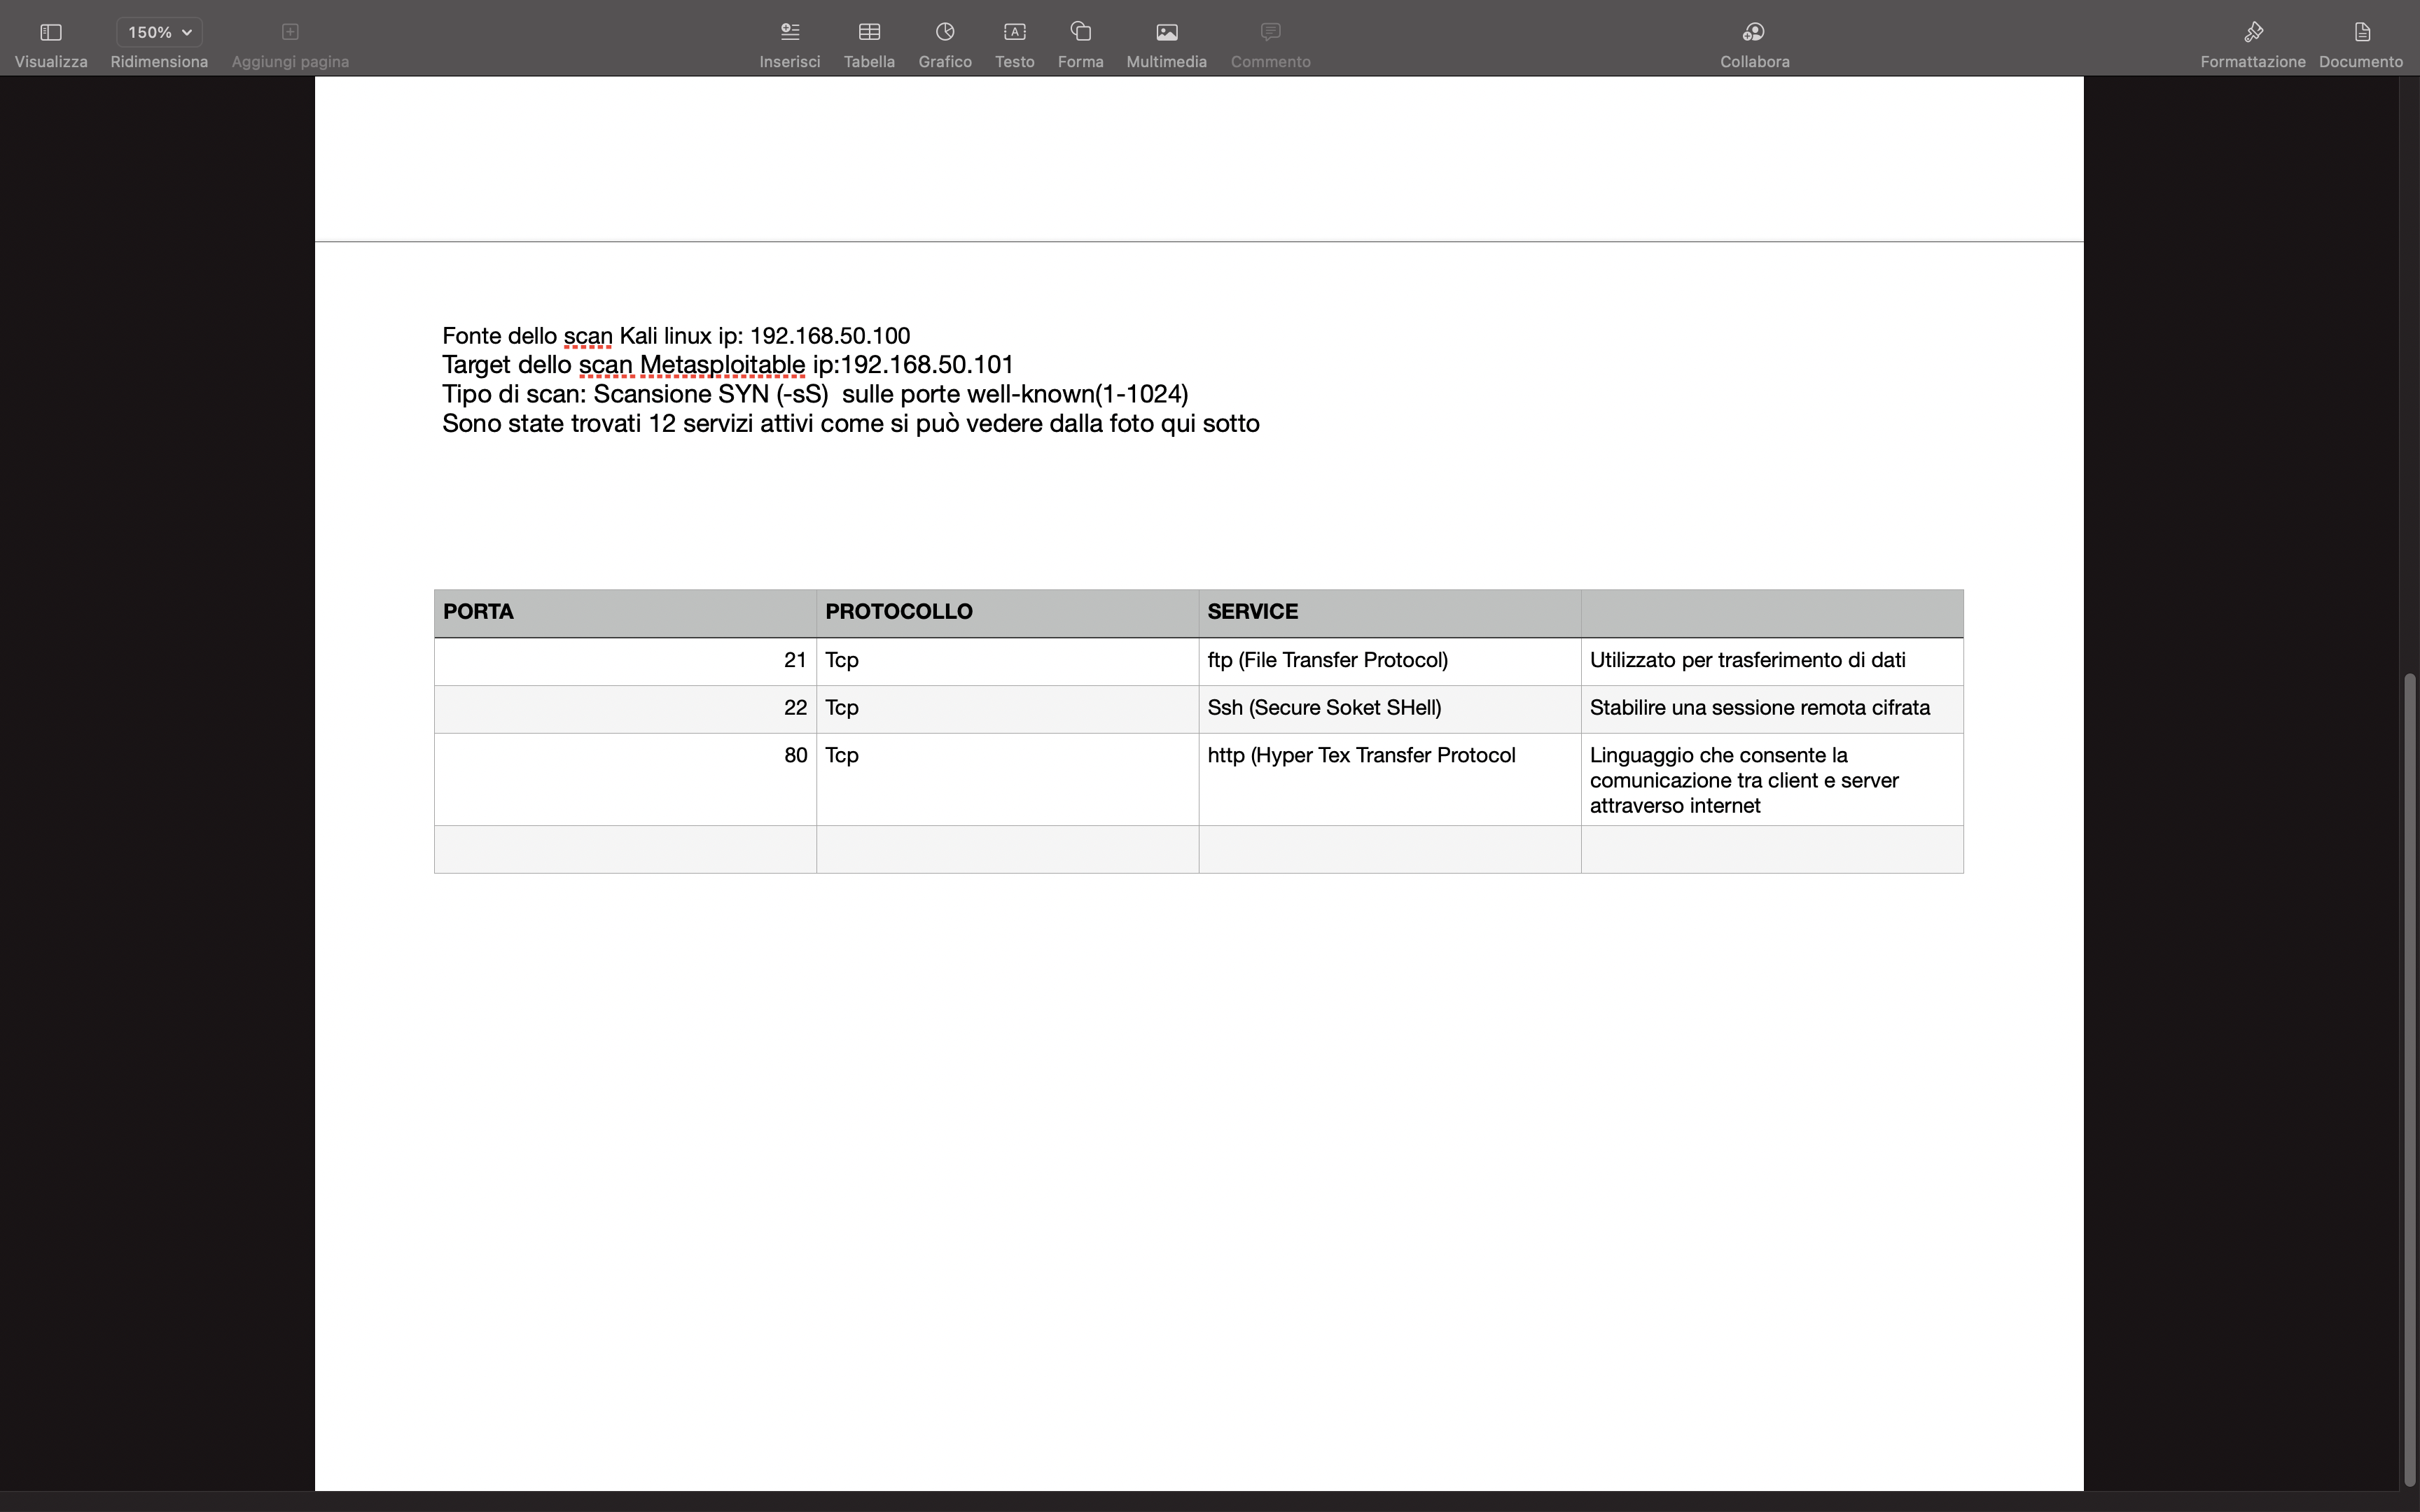 150%
Visualizza
Ridimensiona
Aggiungi pagina
Inserisci
Tabella
Grafico
Testo
Forma
Multimedia
Commento
Collabora
Formattazione
Documento
Fonte dello scan Kali linux ip: 192.168.50.100
Target dello scan Metasploitable ip:192.168.50.101
Tipo di scan: Scansione SYN (-sS)  sulle porte well-known(1-1024)
Sono state trovati 12 servizi attivi come si può vedere dalla foto qui sotto
PORTA PROTOCOLLO SERVICE
21 Tcp ftp (File Transfer Protocol) Utilizzato per trasferimento di dati
22 Tcp Ssh (Secure Soket SHell) Stabilire una sessione remota cifrata
80 Tcp http (Hyper Tex Transfer Protocol Linguaggio che consente la
comunicazione tra client e server
attraverso internet